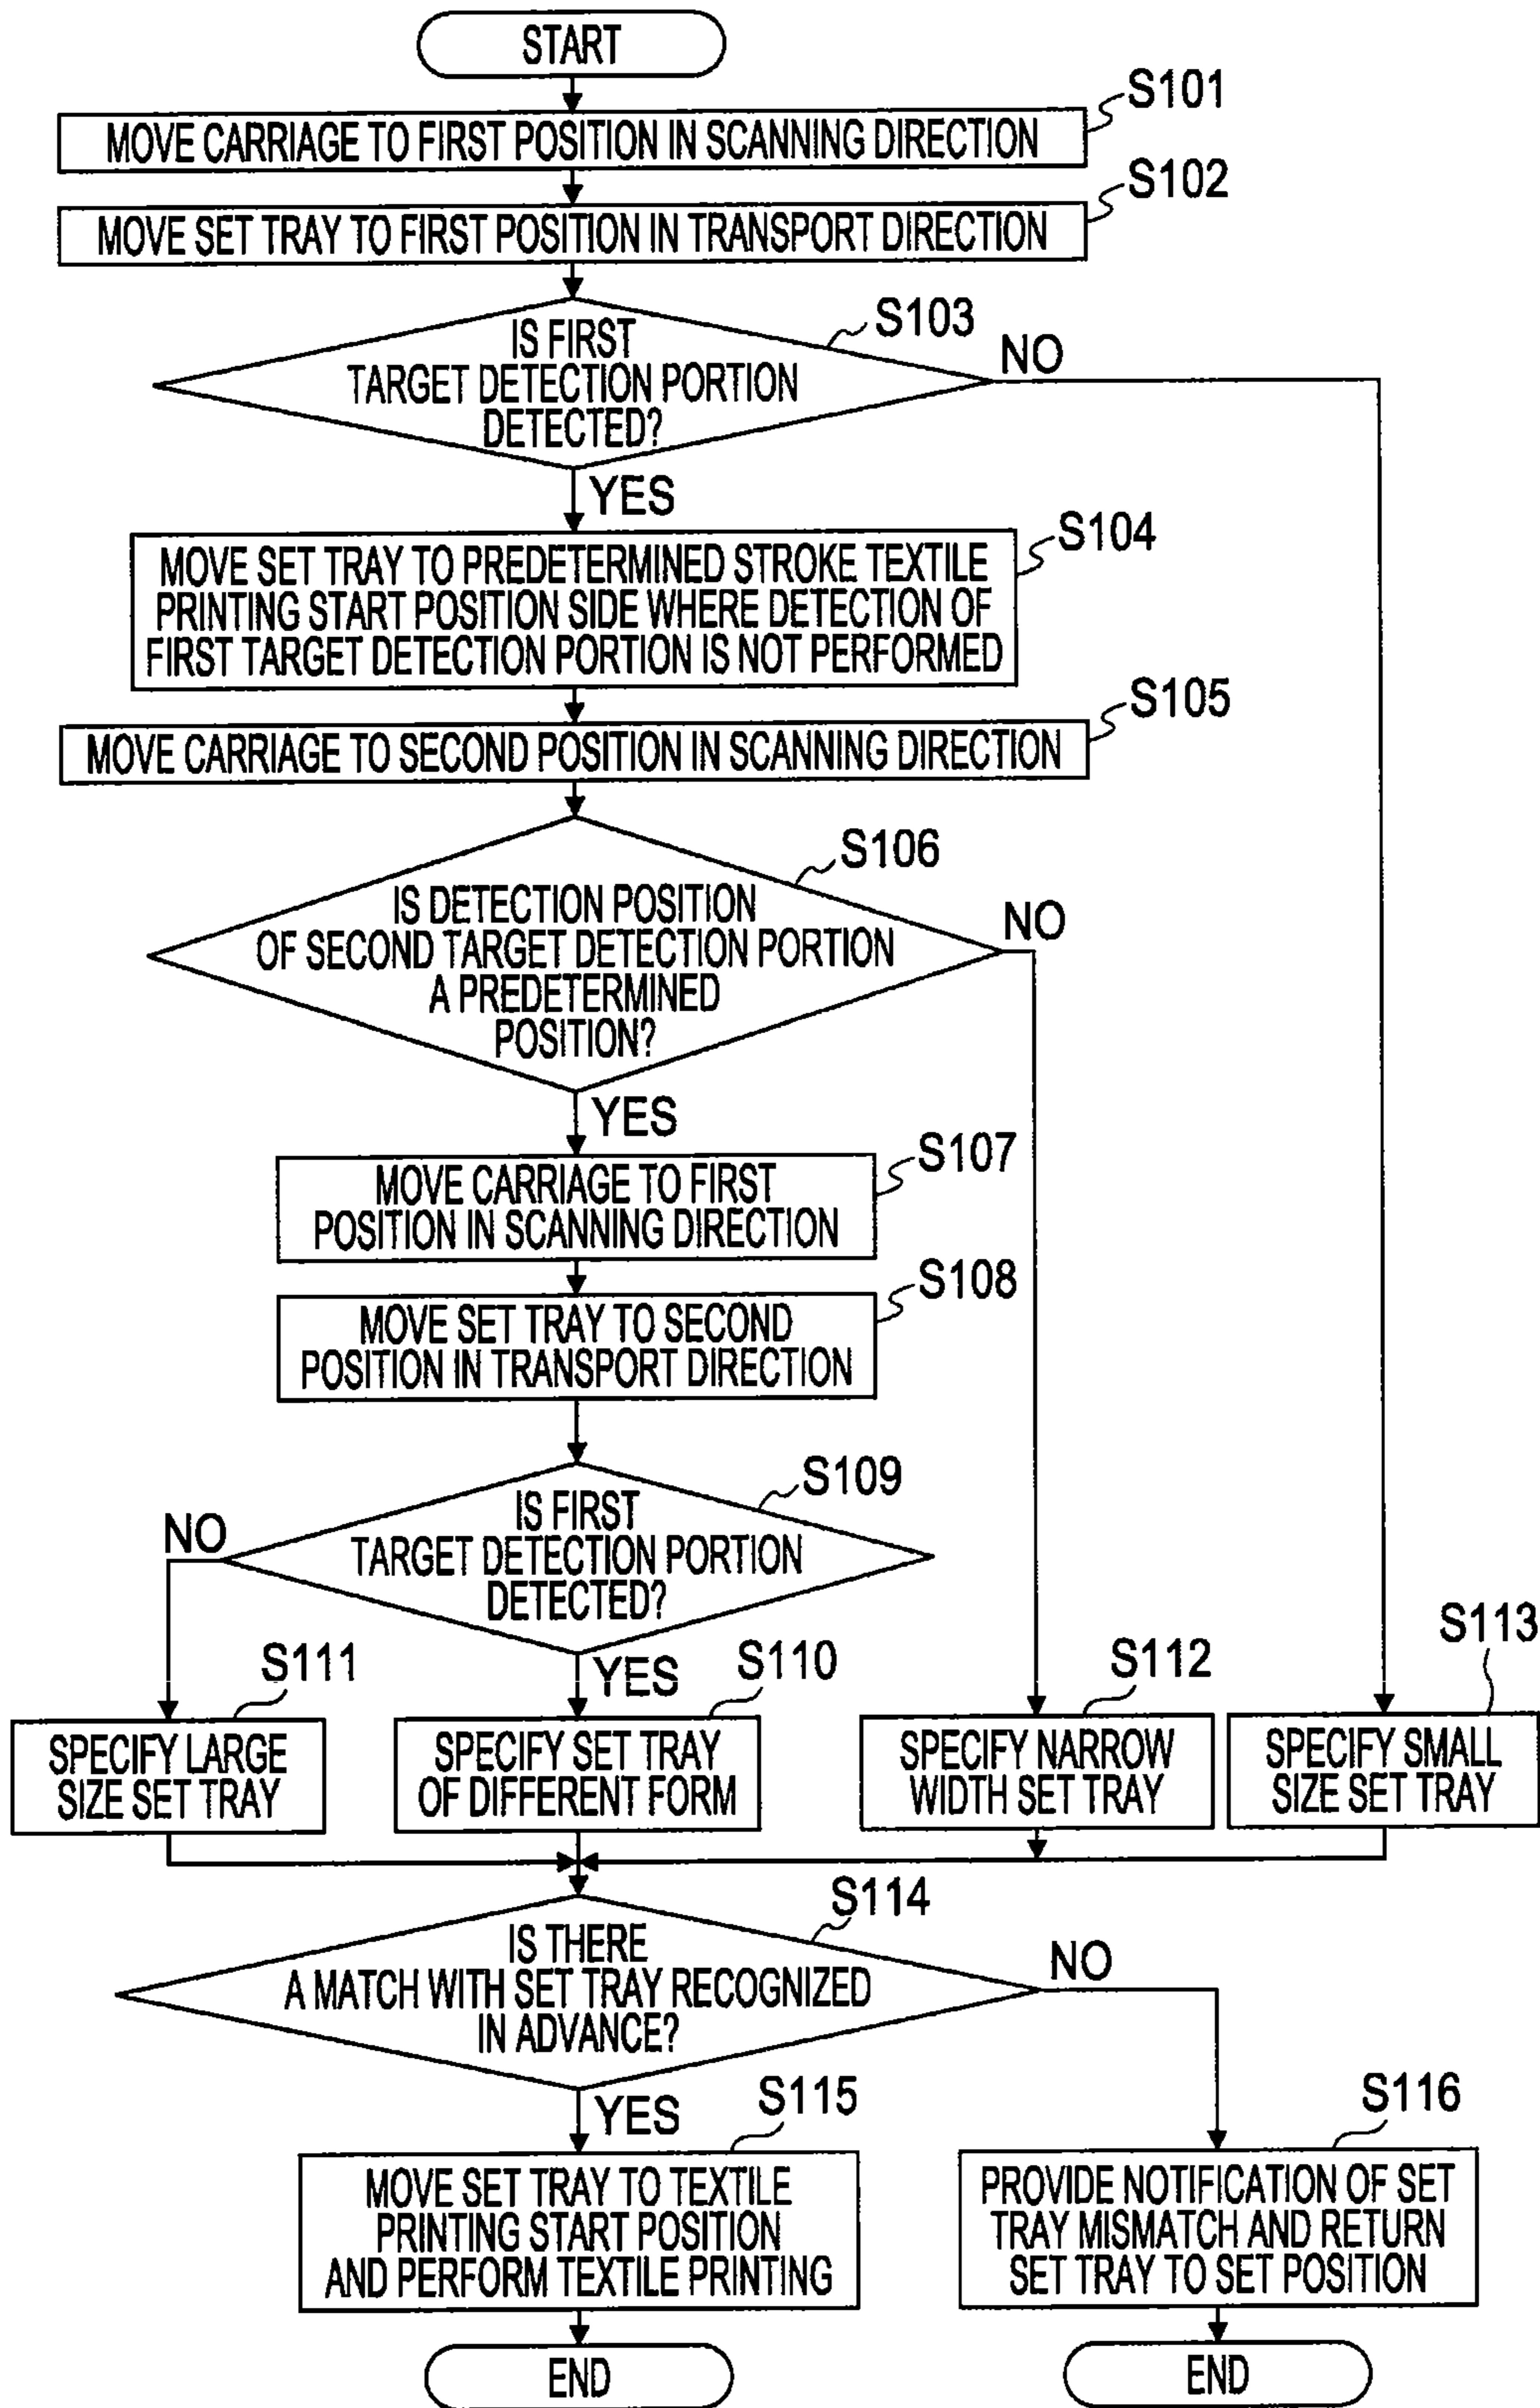 START
S101
MOVE CARRIAGE TO FIRST POSITION IN SCANNING DIRECTION
S102
MOVE SET TRAY TO FIRST POSITION IN TRANSPORT DIRECTION
S103
IS FIRST
TARGET DETECTION PORTION
DETECTED?
NO
YES
S104
MOVE SET TRAY TO PREDETERMINED STROKE TEXTILE
PRINTING START POSITION SIDE WHERE DETECTION OF
FIRST TARGET DETECTION PORTION IS NOT PERFORMED
S105
MOVE CARRIAGE TO SECOND POSITION IN SCANNING DIRECTION
S106
IS DETECTION POSITION
OF SECOND TARGET DETECTION PORTION
A PREDETERMINED
POSITION?
NO
YES
S107
MOVE CARRIAGE TO FIRST
POSITION IN SCANNING DIRECTION
S108
MOVE SET TRAY TO SECOND
POSITION IN TRANSPORT DIRECTION
S109
IS FIRST
TARGET DETECTION PORTION
DETECTED?
NO
YES
S111
SPECIFY LARGE
SIZE SET TRAY
S110
SPECIFY SET TRAY
OF DIFFERENT FORM
S112
SPECIFY NARROW
WIDTH SET TRAY
S113
SPECIFY SMALL
SIZE SET TRAY
S114
IS THERE
A MATCH WITH SET TRAY RECOGNIZED
IN ADVANCE?
NO
YES
S115
MOVE SET TRAY TO TEXTILE
PRINTING START POSITION
AND PERFORM TEXTILE PRINTING
S116
PROVIDE NOTIFICATION OF SET
TRAY MISMATCH AND RETURN
SET TRAY TO SET POSITION
END
END